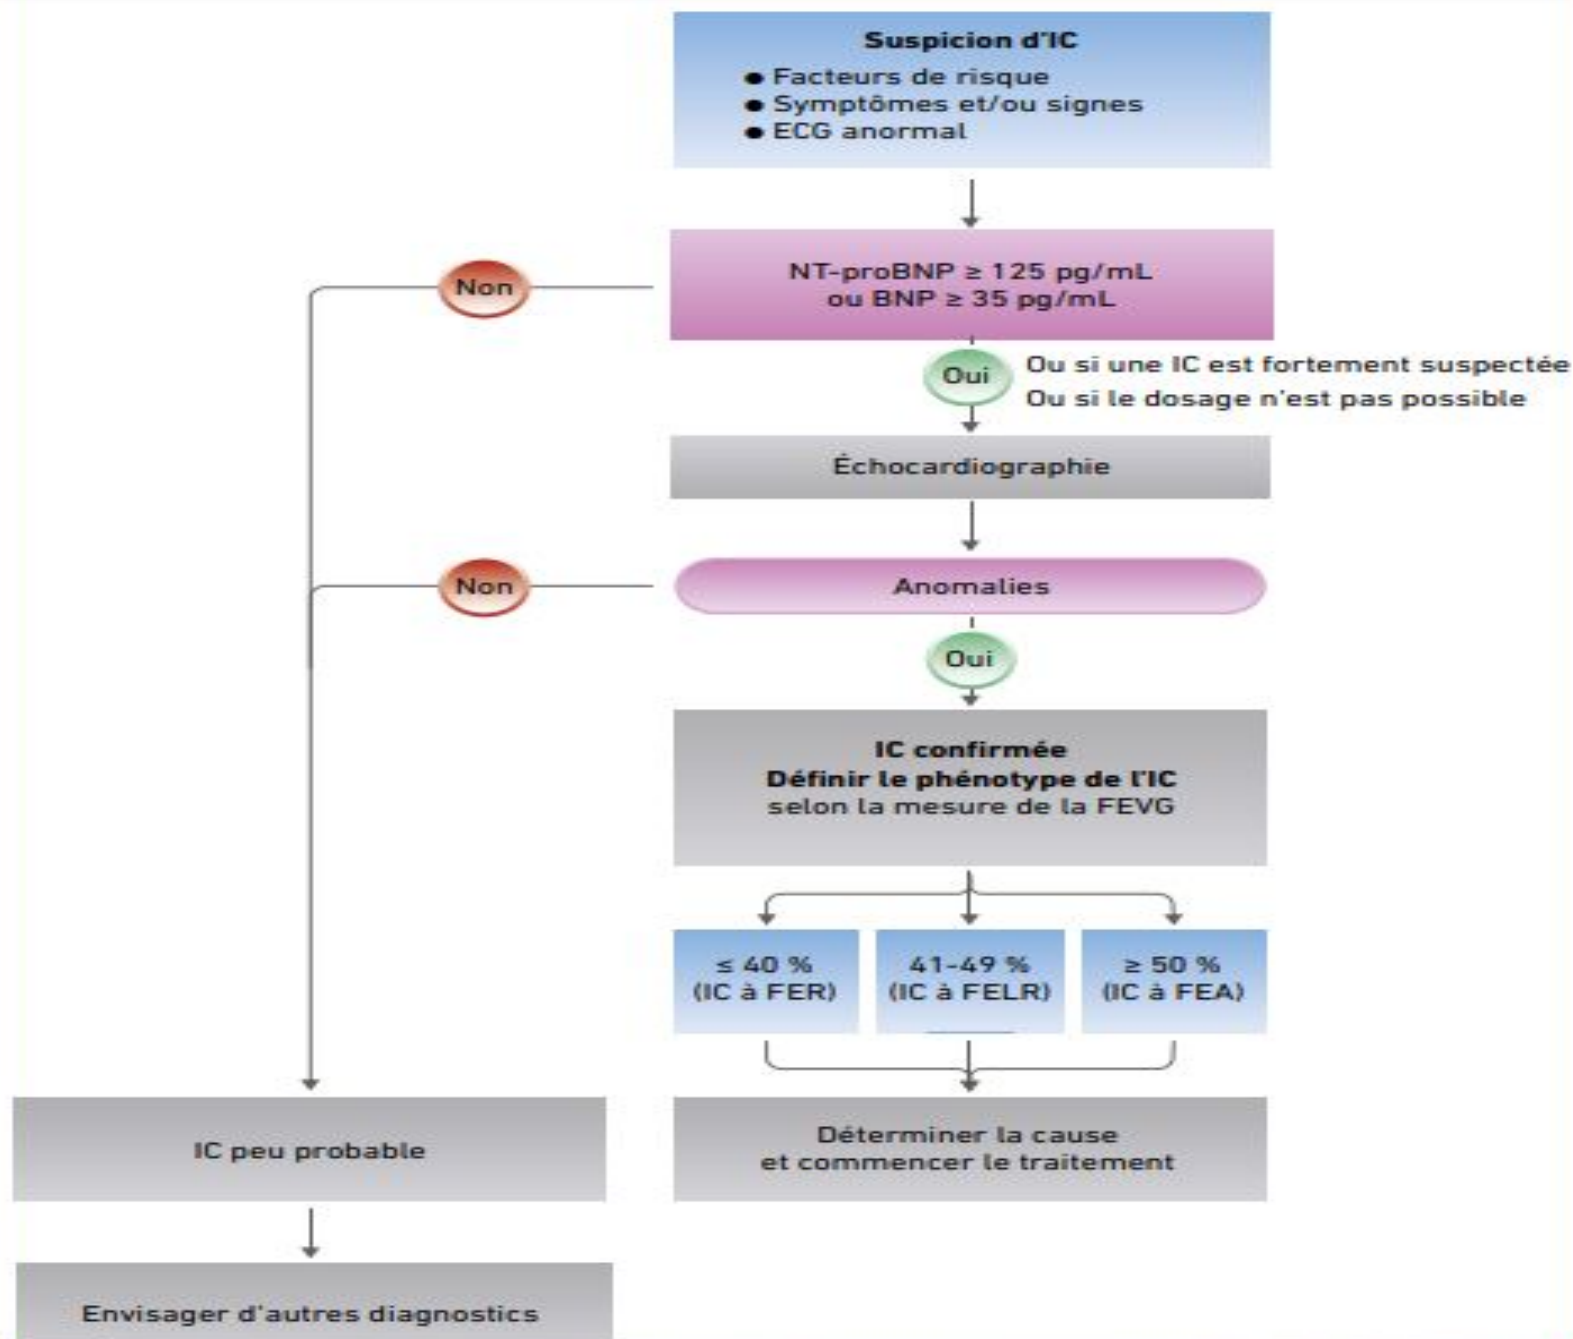 Suspicion d'IC
● Facteurs de risque
● Symptômes et/ou signes
● ECG anormal
Non
NT-proBNP ≥ 125 pg/mL
ou BNP ≥ 35 pg/mL
Oui
Ou si une IC est fortement suspectée
Ou si le dosage n'est pas possible
Échocardiographie
Non
Anomalies
Oui
IC confirmée
Définir le phénotype de l'IC
selon la mesure de la FEVG
≤ 40 %
(IC à FER)
41-49 %
(IC à FELR)
≥ 50 %
(IC à FEA)
IC peu probable
Déterminer la cause
et commencer le traitement
Envisager d'autres diagnostics